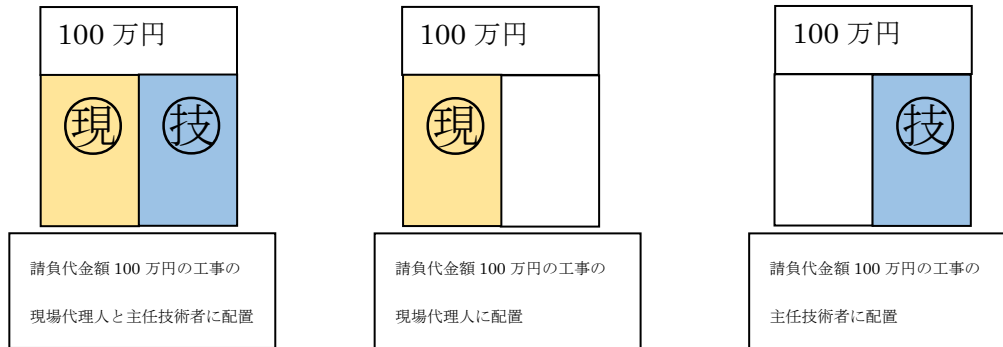 100 万円
㊞現 ㊞技
請負代金額 100 万円の工事の
現場代理人と主任技術者に配置
100 万円
現
請負代金額 100 万円の工事の
現場代理人に配置
100 万円
技
請負代金額 100 万円の工事の
主任技術者に配置